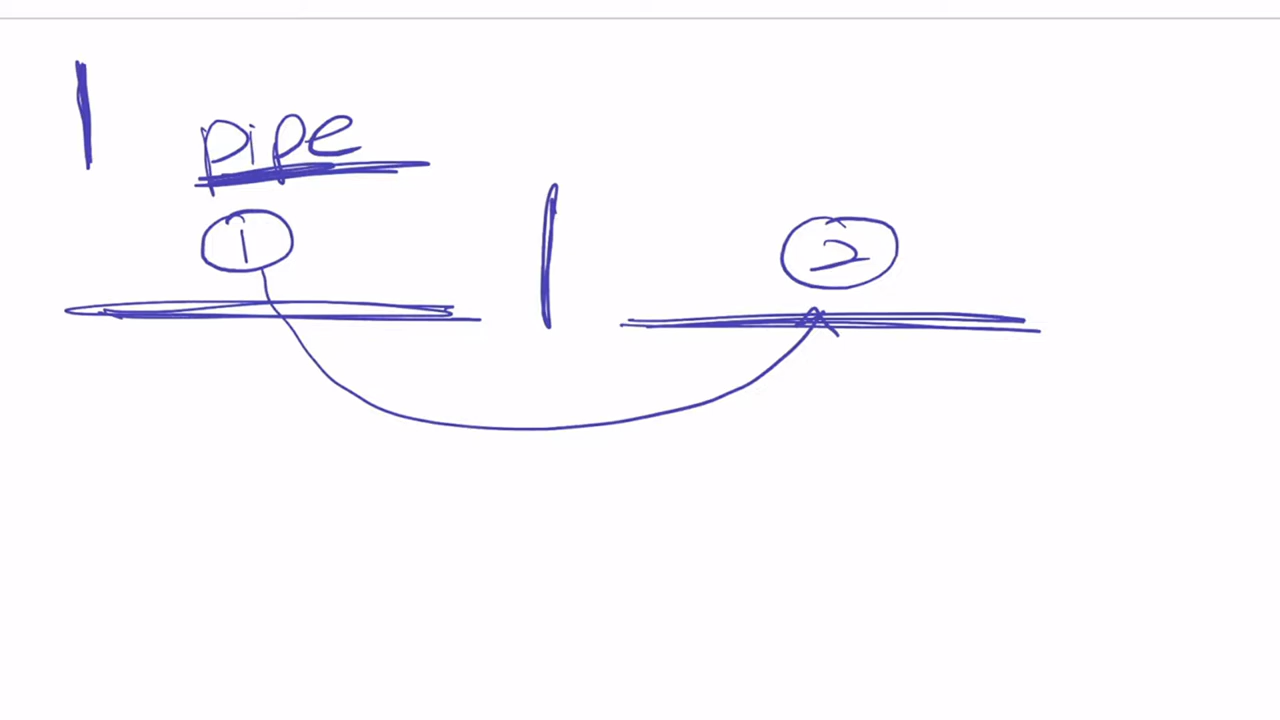 | pipe
① | ②